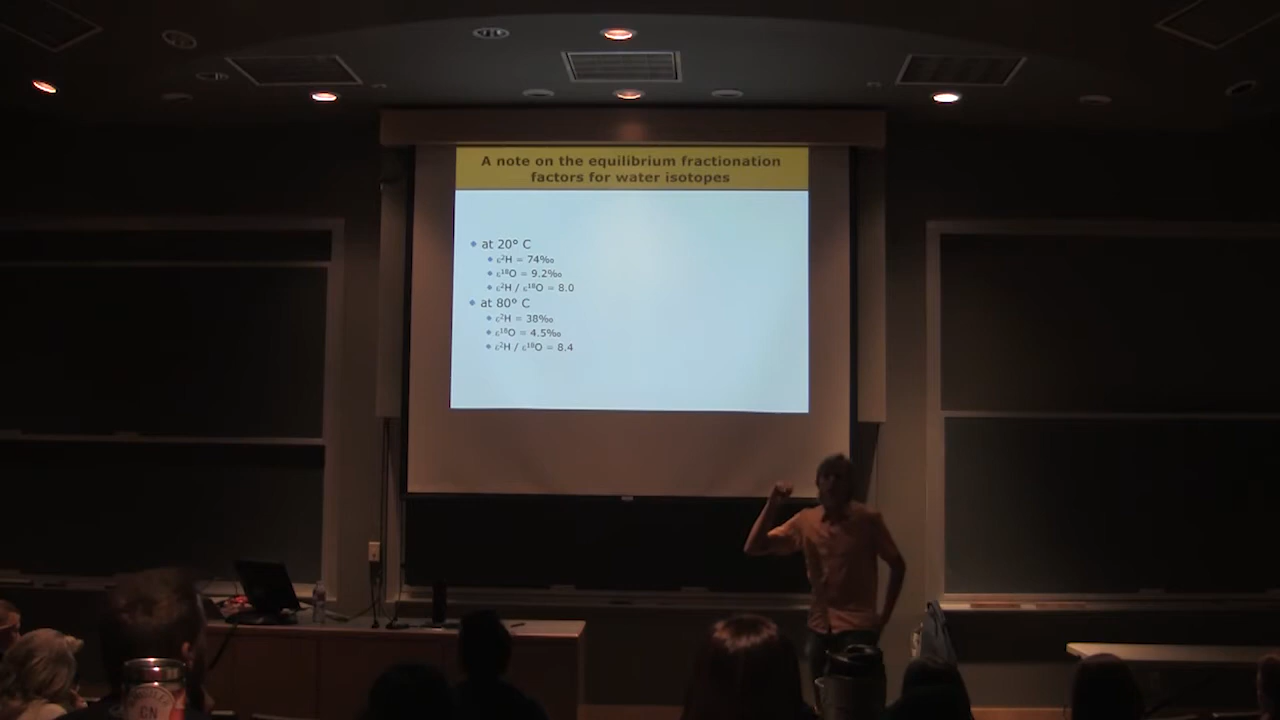 A note on the equilibrium fractionation
factors for water isotopes
• at 20° C
• ε²H = 74‰
• ε¹⁸O = 9.2‰
• ε²H / ε¹⁸O = 8.0
• at 80° C
• ε²H = 38‰
• ε¹⁸O = 4.5‰
• ε²H / ε¹⁸O = 8.4
CN